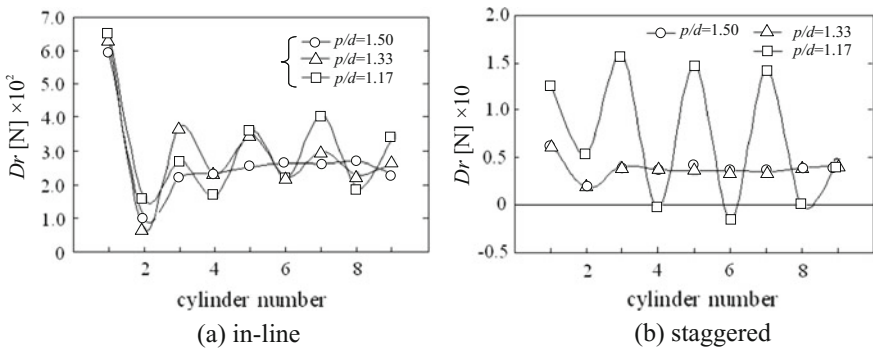 7.0
6.0
5.0
4.0
3.0
2.0
1.0
0
Dr [N] ×10²
p/d=1.50
p/d=1.33
p/d=1.17
2 4 6 8
cylinder number
(a) in-line
2.0
1.5
1.0
0.5
0
-0.5
Dr [N] ×10
p/d=1.50 p/d=1.33
p/d=1.17
2 4 6 8
cylinder number
(b) staggered